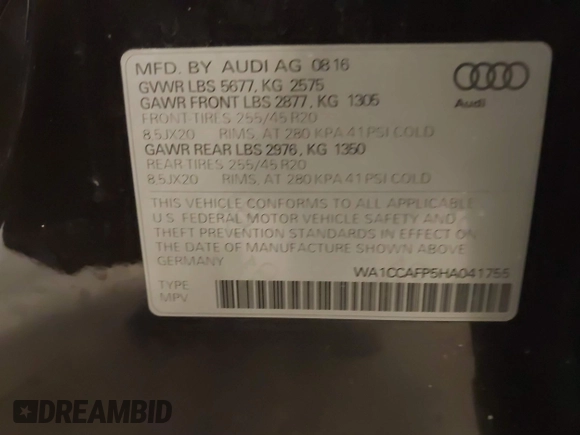 MFD. BY AUDI AG 08 16
GVWR LBS 5677, KG 2575
GAWR FRONT LBS 2877, KG 1305
FRONT TIRES 255/45 R20
8,5JX20 RIMS, AT 280 KPA 41 PSI COLD
GAWR REAR LBS 2976, KG 1350
REAR TIRES 255/45 R20
8,5JX20 RIMS, AT 280 KPA 41 PSI COLD
THIS VEHICLE CONFORMS TO ALL APPLICABLE
U.S. FEDERAL MOTOR VEHICLE SAFETY AND
THEFT PREVENTION STANDARDS IN EFFECT ON
THE DATE OF MANUFACTURE SHOWN ABOVE.
GERMANY
WA1CCAFP5HA041755
TYPE:
MPV
Audi
DREAMBID